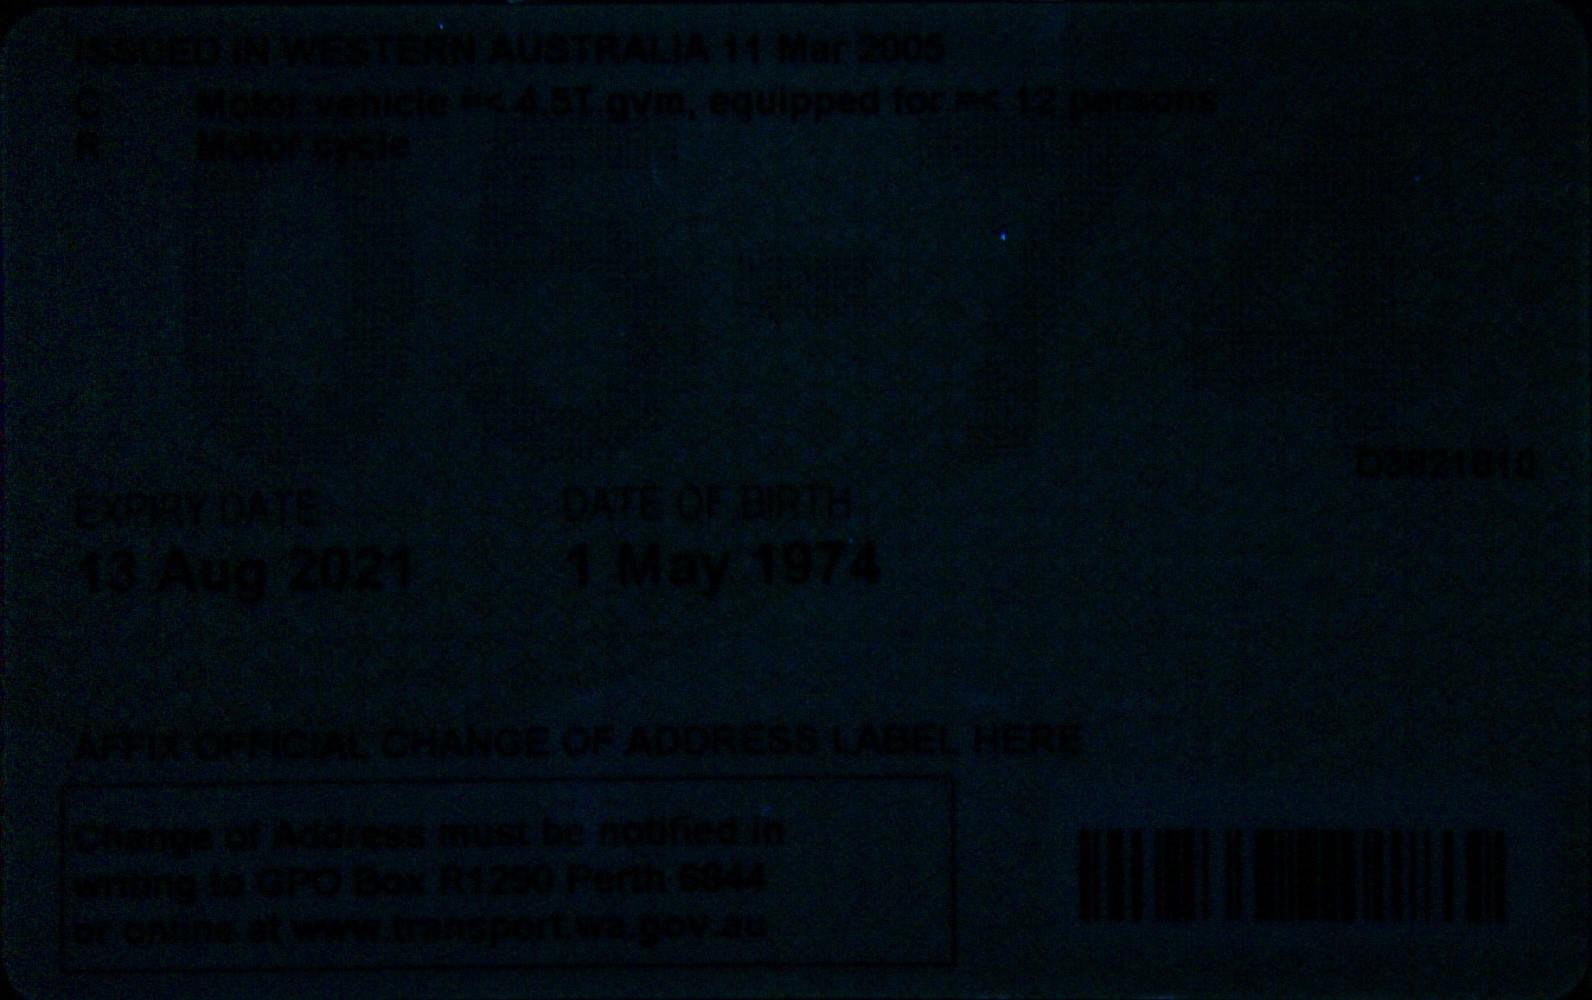 ISSUED IN WESTERN AUSTRALIA 11 Mar 2005
C Motor vehicle =< 4.5T gvm, equipped for =< 12 persons
R Motor cycle
05-74
D3821810
EXPIRY DATE DATE OF BIRTH
13 Aug 2021 1 May 1974
AFFIX OFFICIAL CHANGE OF ADDRESS LABEL HERE
Change of Address must be notified in
writing to GPO Box R1290 Perth 6844
or online at www.transport.wa.gov.au